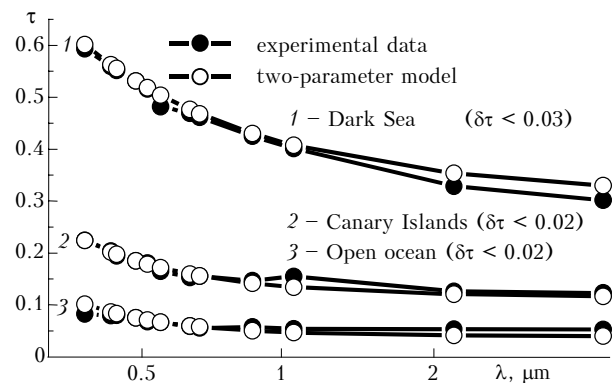 τ
0.6
0.5
0.4
0.3
0.2
0.1
0
1
2
3
experimental data
two-parameter model
1 – Dark Sea (δτ < 0.03)
2 – Canary Islands (δτ < 0.02)
3 – Open ocean (δτ < 0.02)
0.5 1 2 λ, μm